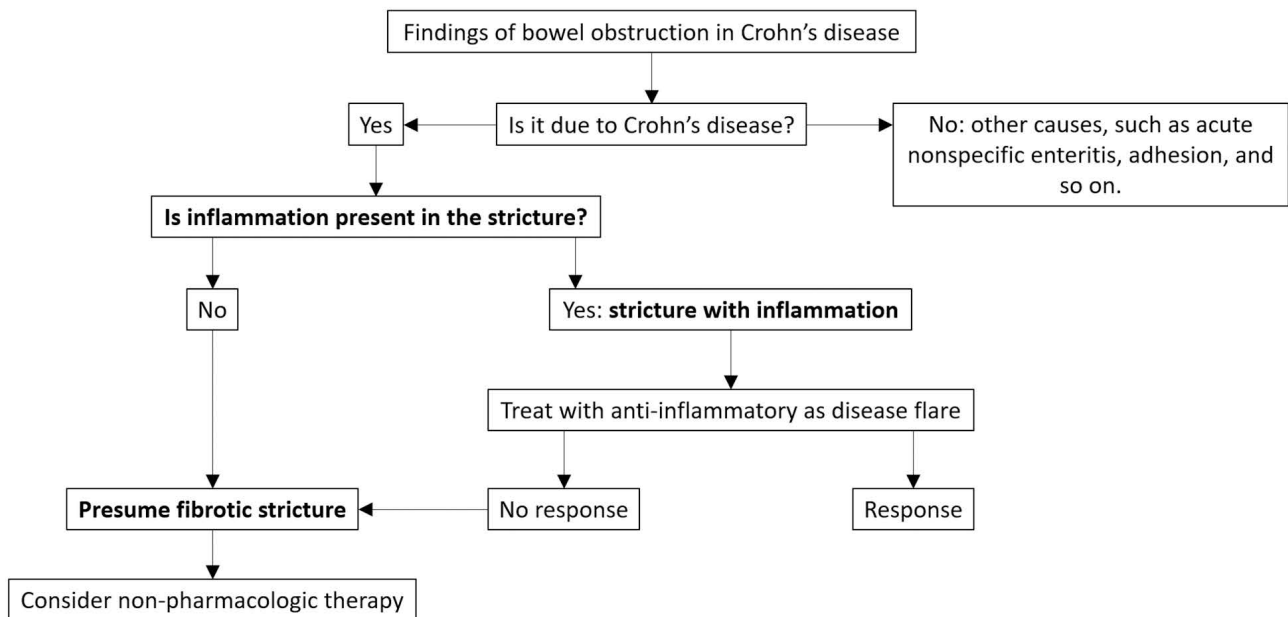 Findings of bowel obstruction in Crohn’s disease
Yes
Is it due to Crohn’s disease?
No: other causes, such as acute
nonspecific enteritis, adhesion, and
so on.
Is inflammation present in the stricture?
No
Yes: stricture with inflammation
Treat with anti-inflammatory as disease flare
Presume fibrotic stricture
No response
Response
Consider non-pharmacologic therapy